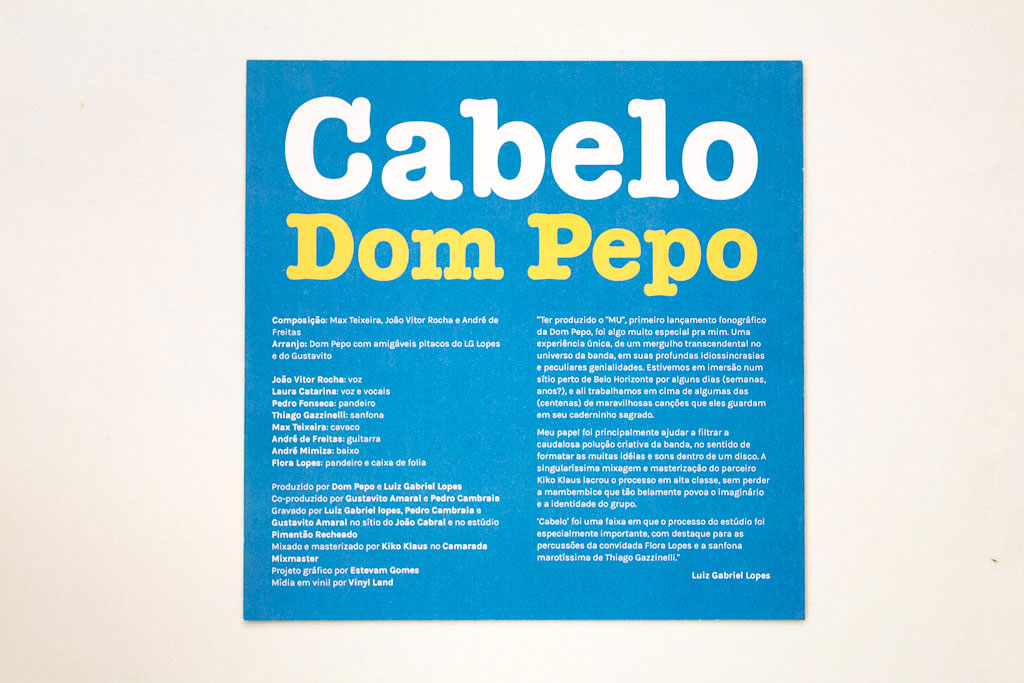 Cabelo
Dom Pepo
Composição: Max Teixeira, João Vitor Rocha e André de
Freitas
Arranjo: Dom Pepo com amigáveis pitacos do LG Lopes
e do Gustavito
João Vitor Rocha: voz
Laura Catarina: voz e vocais
Pedro Fonseca: pandeiro
Thiago Gazzinelli: sanfona
Max Teixeira: cavaco
André de Freitas: guitarra
André Mimiza: baixo
Flora Lopes: pandeiro e caixa de folia
Produzido por Dom Pepo e Luiz Gabriel Lopes
Co-produzido por Gustavito Amaral e Pedro Cambraia
Gravado por Luiz Gabriel lopes, Pedro Cambraia e
Gustavito Amaral no sítio do João Cabral e no estúdio
Pimentão Recheado
Mixado e masterizado por Kiko Klaus no Camarada
Mixmaster
Projeto gráfico por Estevam Gomes
Mídia em vinil por Vinyl Land
"Ter produzido o "MU", primeiro lançamento fonográfico
da Dom Pepo, foi algo muito especial pra mim. Uma
experiência única, de um mergulho transcendental no
universo da banda, em suas profundas idiossincrasias
e peculiares genialidades. Estivemos em imersão num
sítio perto de Belo Horizonte por alguns dias (semanas,
anos?), e ali trabalhamos em cima de algumas das
(centenas) de maravilhosas canções que eles guardam
em seu caderninho sagrado.
Meu papel foi principalmente ajudar a filtrar a
caudalosa polução criativa da banda, no sentido de
formatar as muitas idéias e sons dentro de um disco. A
singularíssima mixagem e masterização do parceiro
Kiko Klaus lacrou o processo em alta classe, sem perder
a mambembice que tão belamente povoa o imaginário
e a identidade do grupo.
'Cabelo' foi uma faixa em que o processo do estúdio foi
especialmente importante, com destaque para as
percussões da convidada Flora Lopes e a sanfona
marotíssima de Thiago Gazzinelli."
Luiz Gabriel Lopes